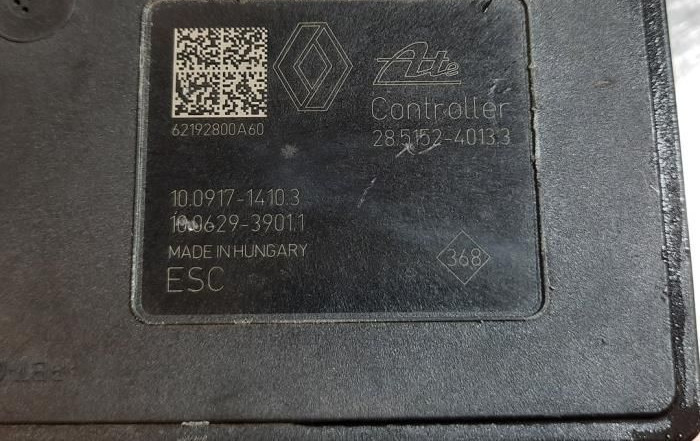 Ate
Controller
62192800A60
28.5152-4013.3
10.0917-1410.3
10.0629-3901.1
MADE IN HUNGARY
ESC
368